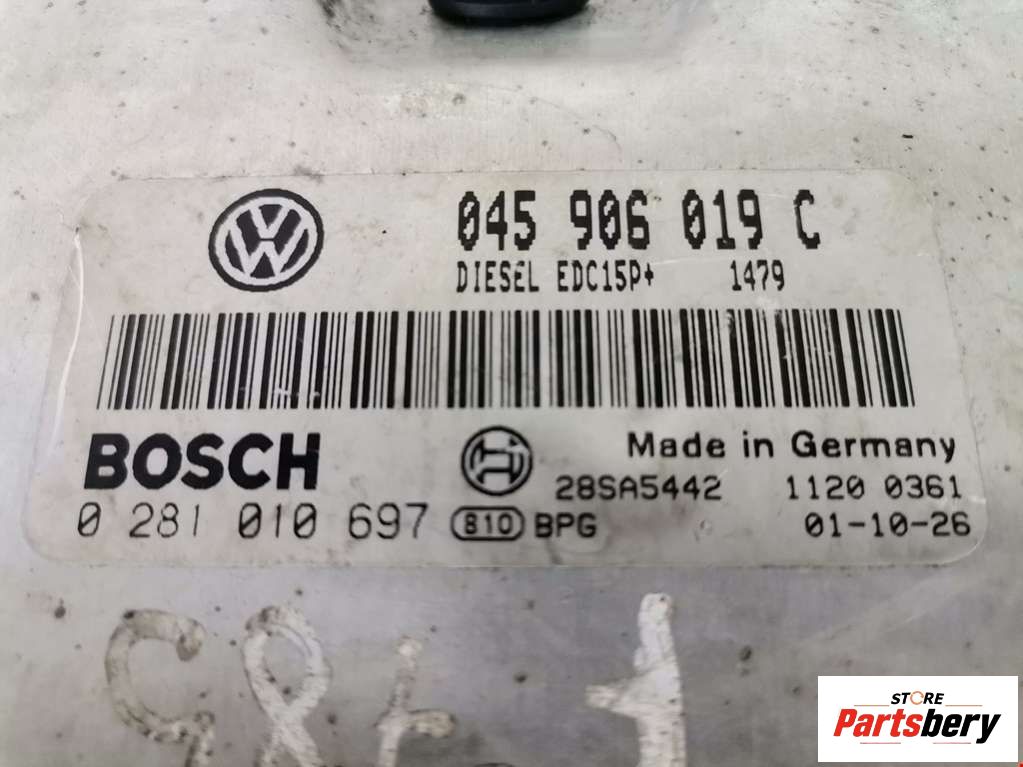 045 906 019 C
DIESEL EDC15P+ 1479
BOSCH
Made in Germany
28SA5442 1120 0361
0 281 010 697 810 BPG 01-10-26
STORE
Partsbery